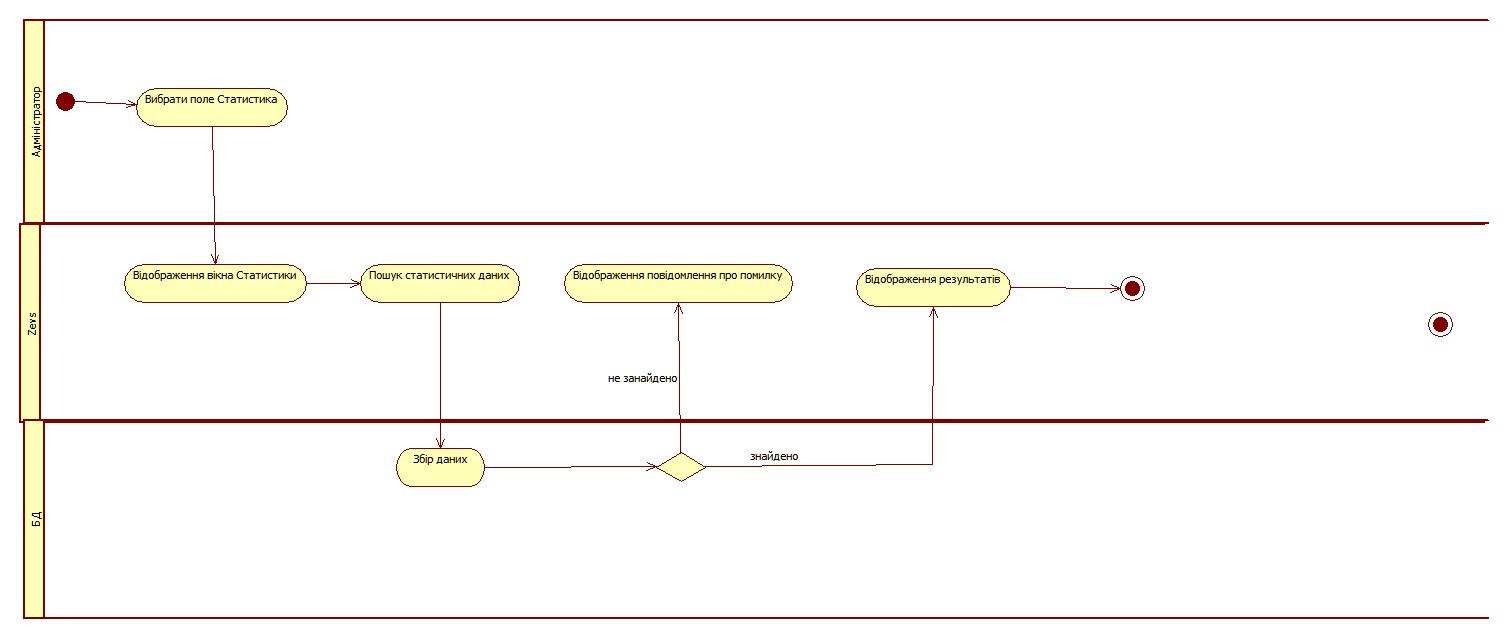 Адміністратор
Вибрати поле Статистика
Zevs
Відображення вікна Статистики
Пошук статистичних даних
Відображення повідомлення про помилку
Відображення результатів
не занайдено
БД
Збір даних
знайдено